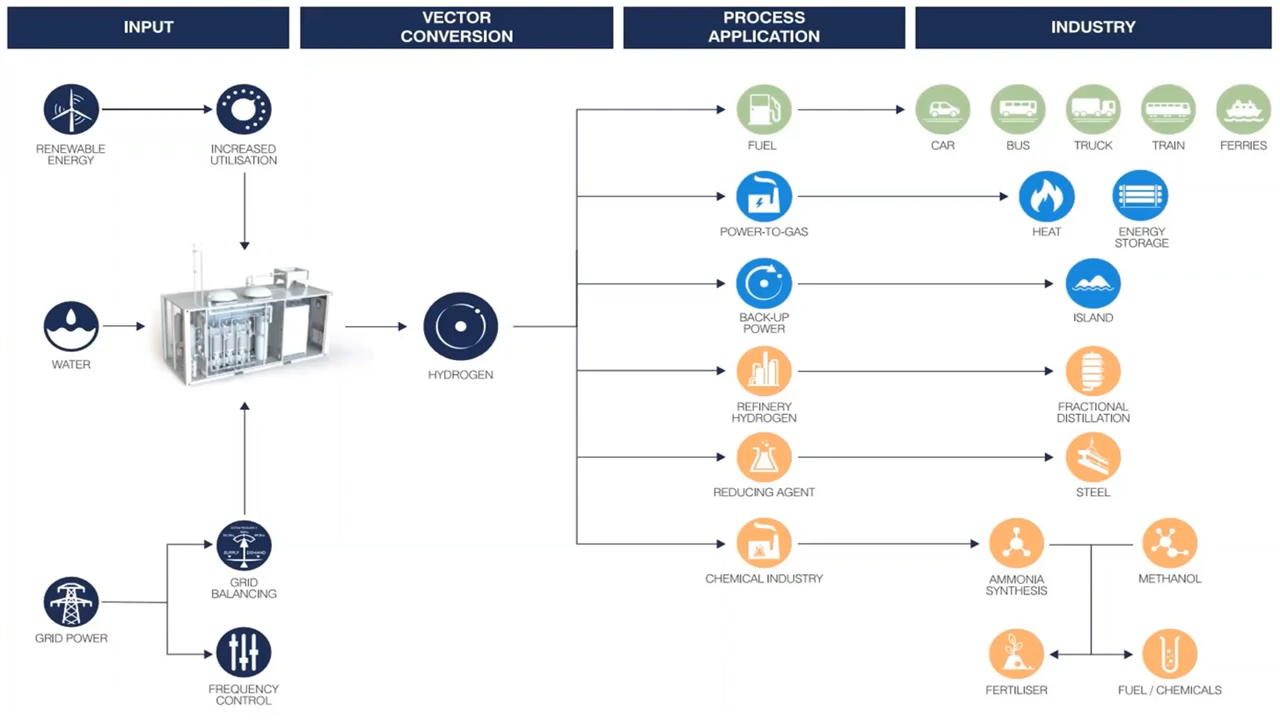 INPUT
VECTOR
CONVERSION
PROCESS
APPLICATION
INDUSTRY
RENEWABLE
ENERGY
INCREASED
UTILISATION
FUEL
CAR
BUS
TRUCK
TRAIN
FERRIES
POWER-TO-GAS
HEAT
ENERGY
STORAGE
WATER
HYDROGEN
BACK-UP
POWER
ISLAND
REFINERY
HYDROGEN
FRACTIONAL
DISTILLATION
REDUCING AGENT
STEEL
SUPPLY
DEMAND
GRID
BALANCING
GRID POWER
FREQUENCY
CONTROL
CHEMICAL INDUSTRY
AMMONIA
SYNTHESIS
METHANOL
FERTILISER
FUEL / CHEMICALS